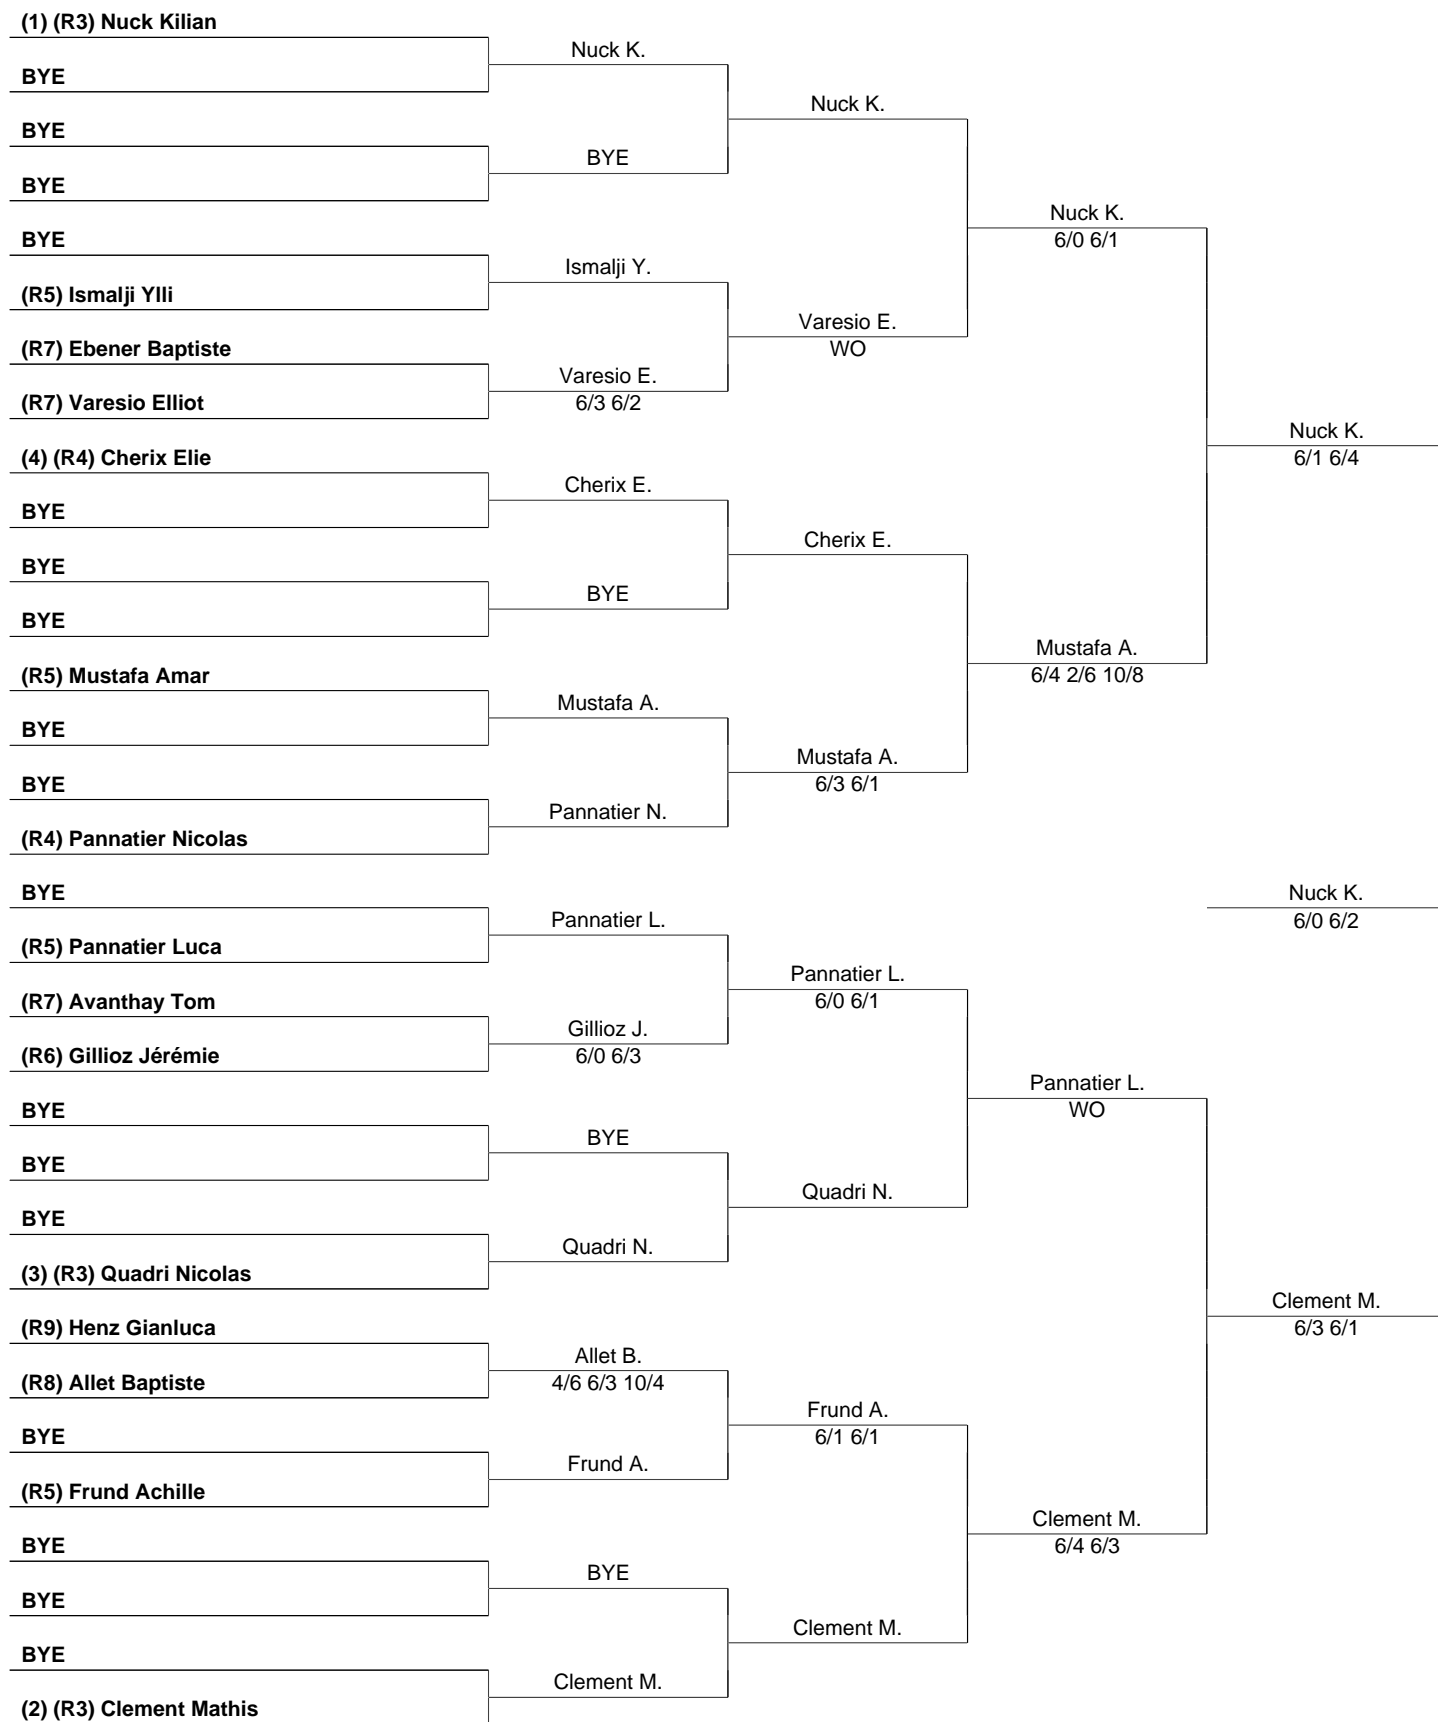 (1) (R3) Nuck Kilian
Nuck K.
BYE
Nuck K.
BYE
BYE
BYE
Nuck K.
6/0 6/1
BYE
Ismalji Y.
(R5) Ismalji Ylli
Varesio E.
WO
(R7) Ebener Baptiste
Varesio E.
6/3 6/2
(R7) Varesio Elliot
Nuck K.
6/1 6/4
(4) (R4) Cherix Elie
Cherix E.
BYE
Cherix E.
BYE
BYE
BYE
Mustafa A.
6/4 2/6 10/8
(R5) Mustafa Amar
Mustafa A.
BYE
Mustafa A.
6/3 6/1
BYE
Pannatier N.
(R4) Pannatier Nicolas
BYE
Nuck K.
6/0 6/2
Pannatier L.
(R5) Pannatier Luca
Pannatier L.
6/0 6/1
(R7) Avanthay Tom
Gillioz J.
6/0 6/3
(R6) Gillioz Jérémie
Pannatier L.
WO
BYE
BYE
BYE
Quadri N.
BYE
Quadri N.
(3) (R3) Quadri Nicolas
Clement M.
6/3 6/1
(R9) Henz Gianluca
Allet B.
4/6 6/3 10/4
(R8) Allet Baptiste
Frund A.
6/1 6/1
BYE
Frund A.
(R5) Frund Achille
Clement M.
6/4 6/3
BYE
BYE
BYE
Clement M.
BYE
Clement M.
(2) (R3) Clement Mathis